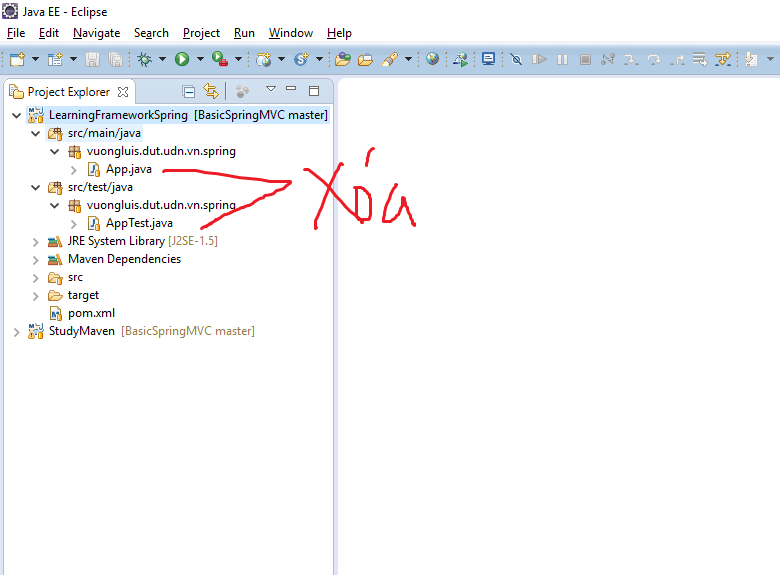 Java EE - Eclipse
File Edit Navigate Search Project Run Window Help
Project Explorer
LearningFrameworkSpring [BasicSpringMVC master]
src/main/java
vuongluis.dut.udn.vn.spring
App.java
Xóa
src/test/java
vuongluis.dut.udn.vn.spring
AppTest.java
JRE System Library [J2SE-1.5]
Maven Dependencies
src
target
pom.xml
StudyMaven [BasicSpringMVC master]